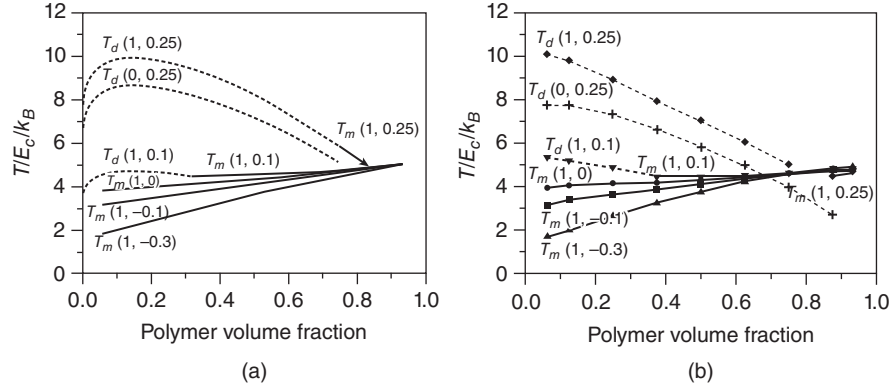 12
10
8
6
4
2
0
T/E_c/k_B
T_d (1, 0.25)
T_d (0, 0.25)
T_m (1, 0.25)
T_d (1, 0.1)
T_m (1, 0.1)
T_m (1, 0)
T_m (1, –0.1)
T_m (1, –0.3)
0.0 0.2 0.4 0.6 0.8 1.0
Polymer volume fraction
(a)
12
10
8
6
4
2
0
T/E_c/k_B
T_d (1, 0.25)
T_d (0, 0.25)
T_d (1, 0.1)
T_m (1, 0.1)
T_m (1, 0)
T_m (1, 0.25)
T_m (1, –0.1)
T_m (1, –0.3)
0.0 0.2 0.4 0.6 0.8 1.0
Polymer volume fraction
(b)